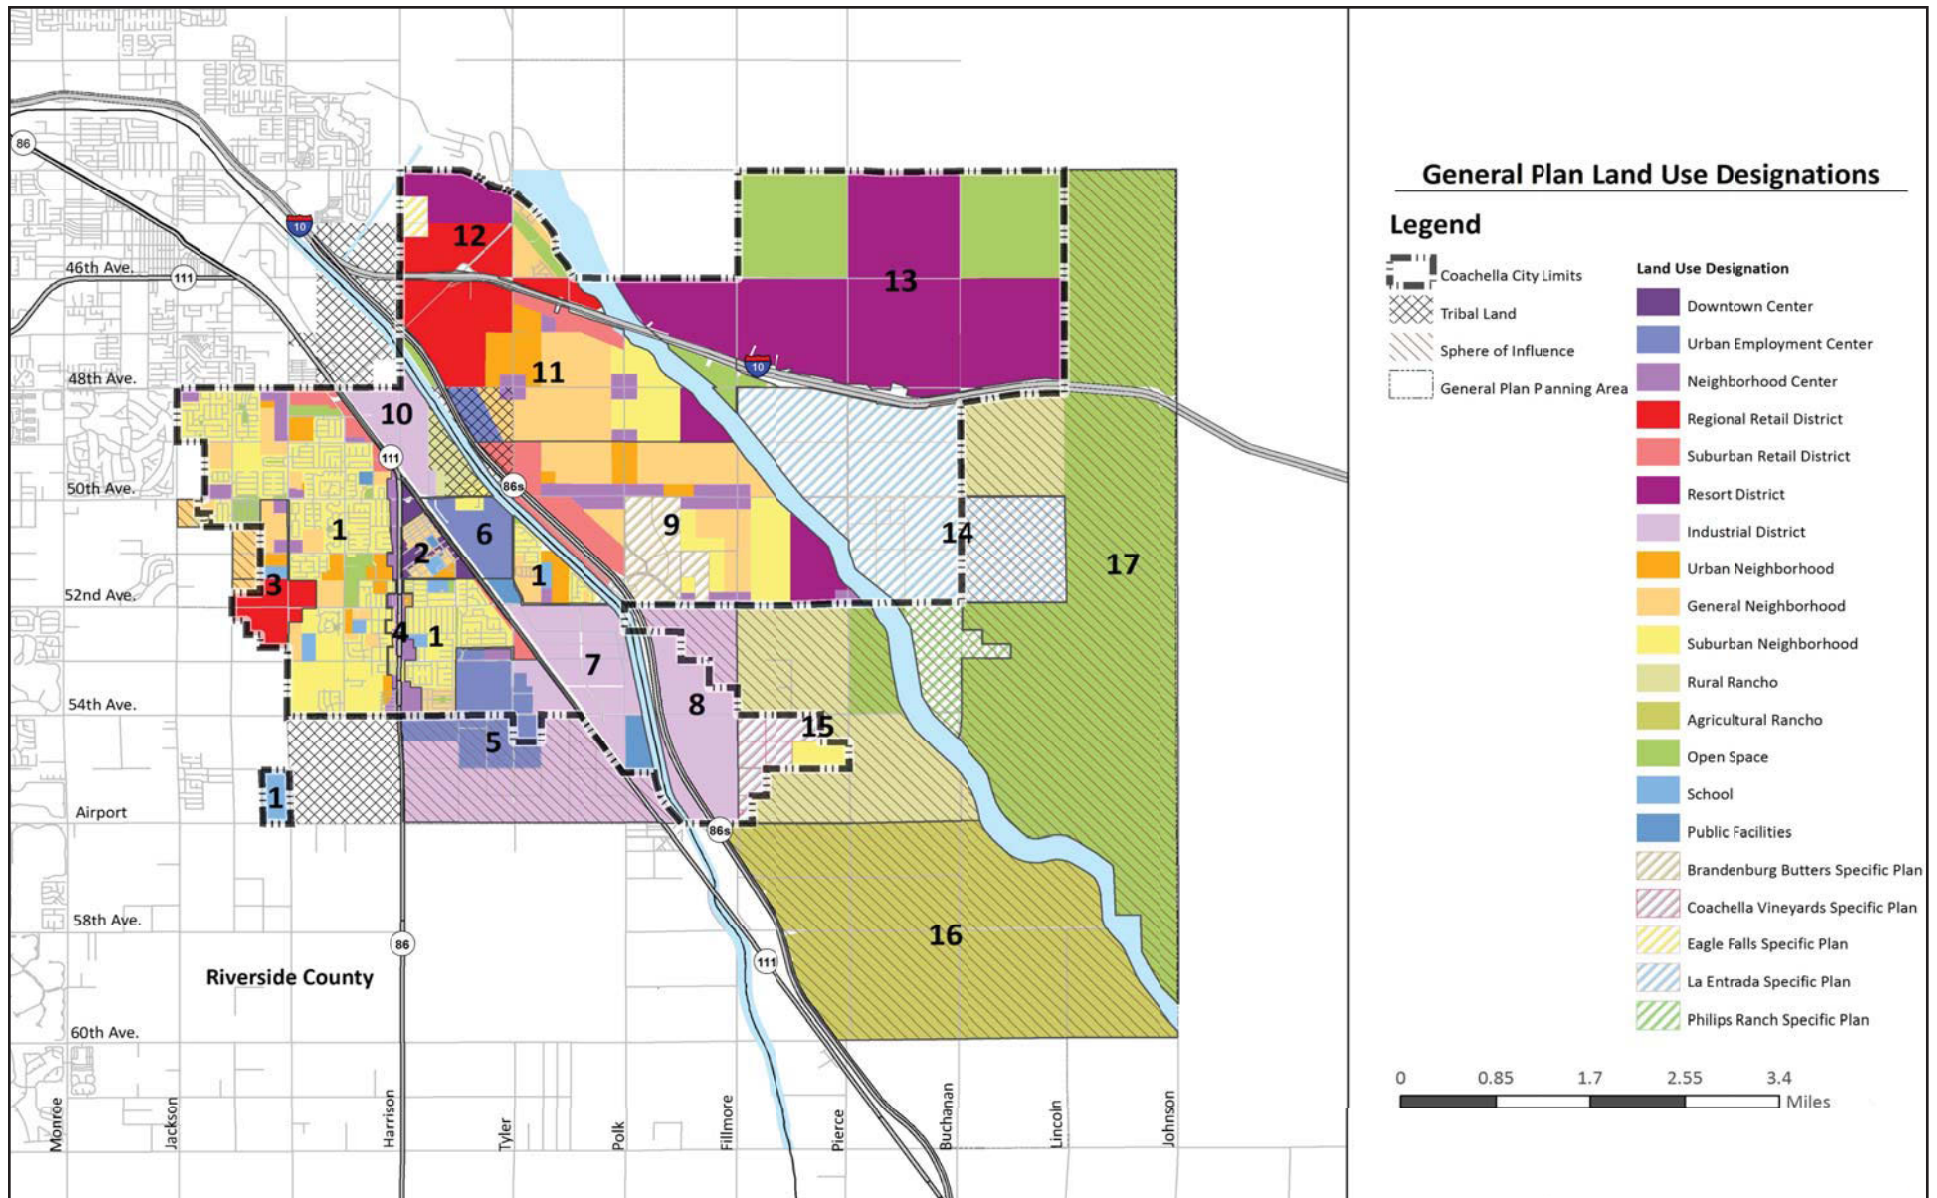 General Plan Land Use Designations
Legend
Coachella City Limits
Tribal Land
Sphere of Influence
General Plan Panning Area
Land Use Designation
Downtown Center
Urban Employment Center
Neighborhood Center
Regional Retail District
Suburban Retail District
Resort District
Industrial District
Urban Neighborhood
General Neighborhood
Suburban Neighborhood
Rural Rancho
Agricultural Rancho
Open Space
School
Public Facilities
Brandenburg Butters Specific Plan
Coachella Vineyards Specific Plan
Eagle Falls Specific Plan
La Entrada Specific Plan
Philips Ranch Specific Plan
0 0.85 1.7 2.55 3.4
Miles
86
10
46th Ave.
111
12
13
10
48th Ave.
11
10
111
50th Ave.
86s
1
2
6
9
14
17
3
1
52nd Ave.
4
1
7
8
54th Ave.
5
15
1
Airport
86s
58th Ave.
86
16
111
Riverside County
60th Ave.
Monroe
Jackson
Harrison
Tyler
Polk
Fillmore
Pierce
Buchanan
Lincoln
Johnson